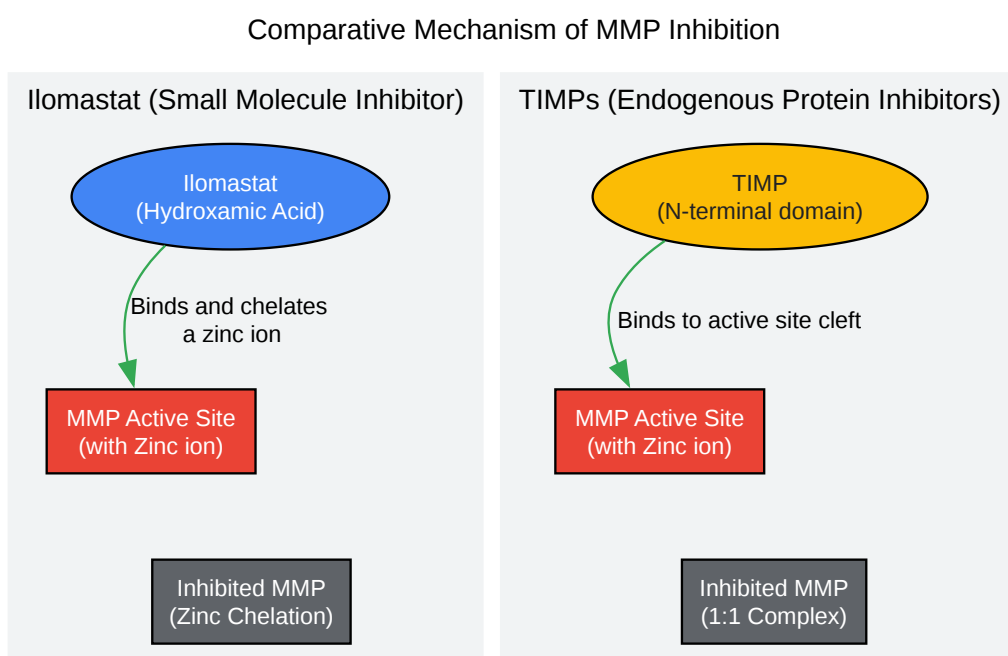 Comparative Mechanism of MMP Inhibition
Ilomastat (Small Molecule Inhibitor)
Ilomastat
(Hydroxamic Acid)
Binds and chelates
a zinc ion
MMP Active Site
(with Zinc ion)
Inhibited MMP
(Zinc Chelation)
TIMPs (Endogenous Protein Inhibitors)
TIMP
(N-terminal domain)
Binds to active site cleft
MMP Active Site
(with Zinc ion)
Inhibited MMP
(1:1 Complex)